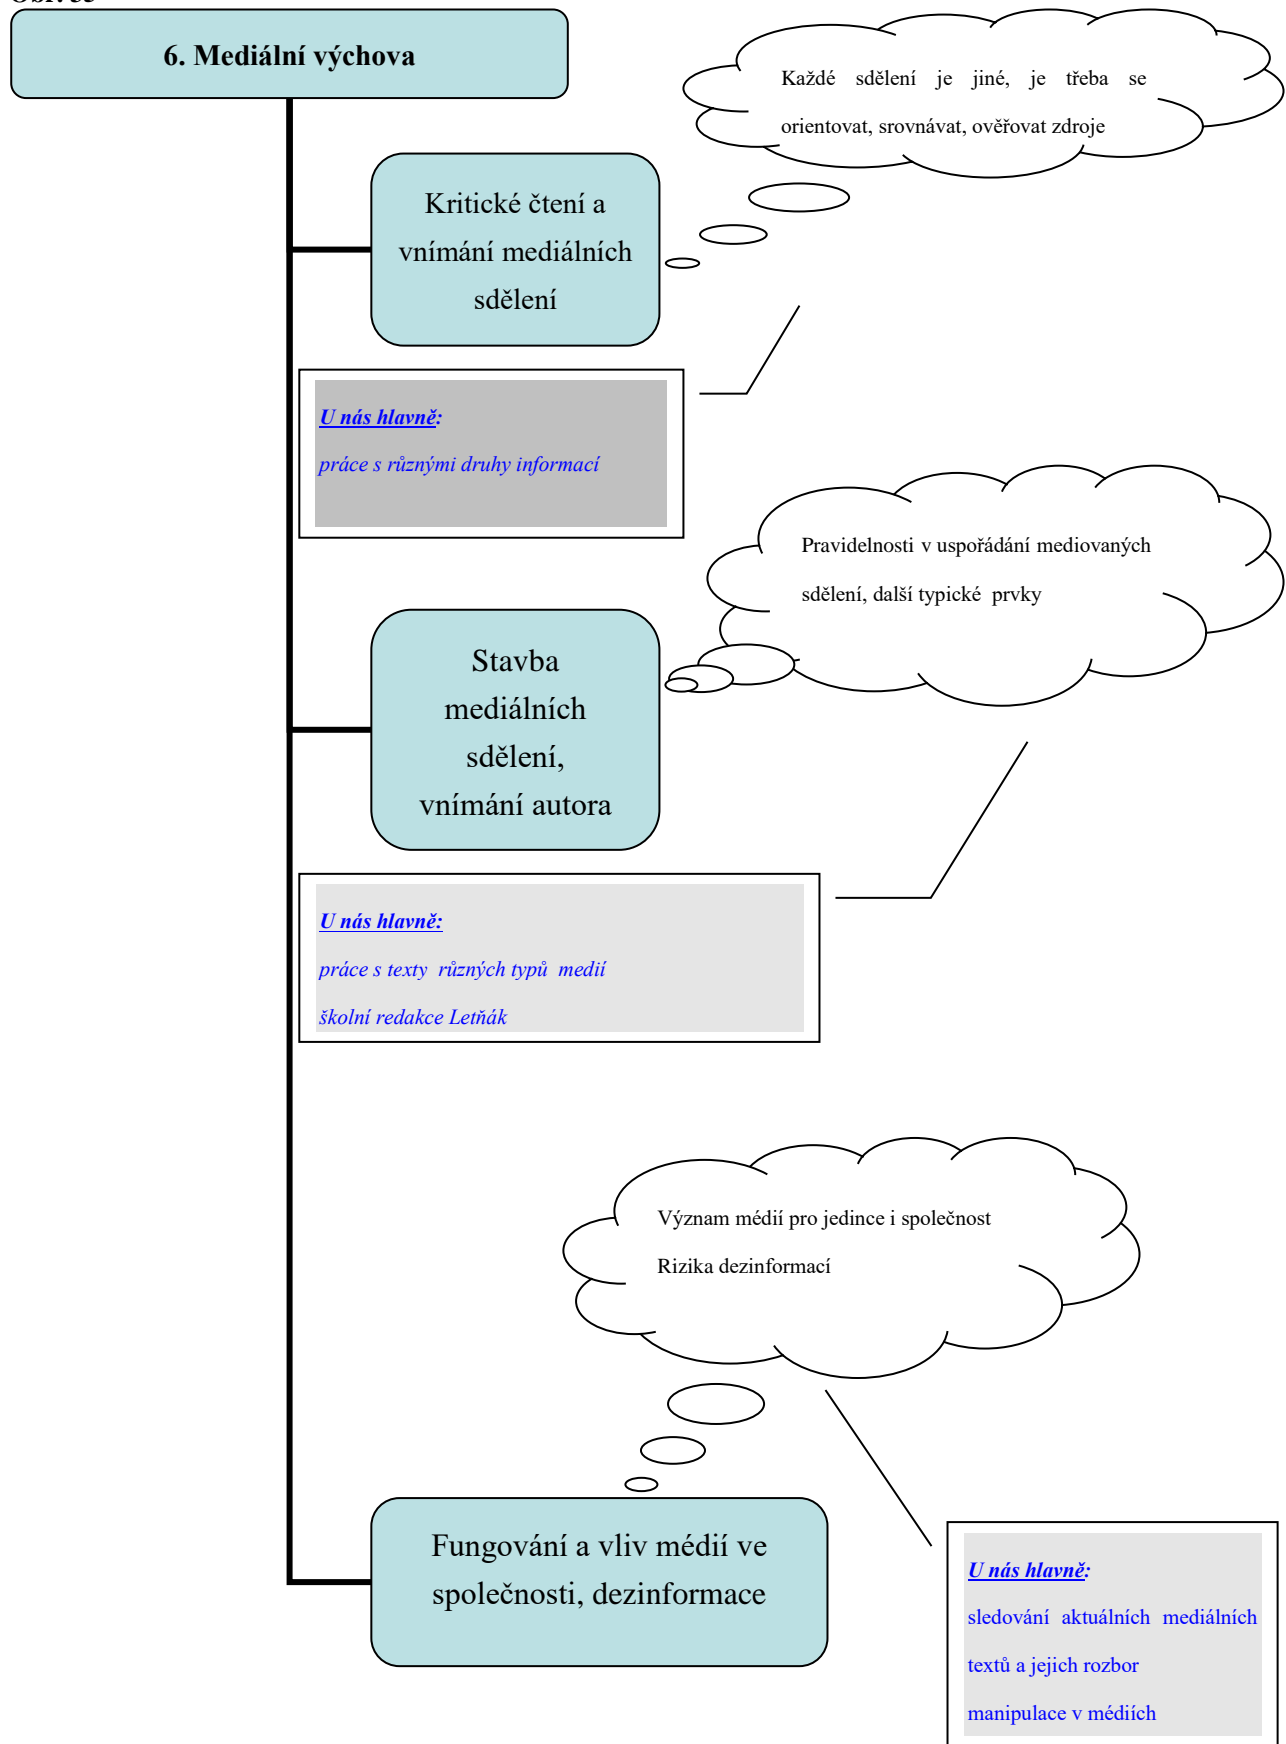 6. Mediální výchova
Každé sdělení je jiné, je třeba se
orientovat, srovnávat, ověřovat zdroje
Kritické čtení a
vnímání mediálních
sdělení
U nás hlavně:
práce s různými druhy informací
Pravidelnosti v uspořádání mediovaných
sdělení, další typické prvky
Stavba
mediálních
sdělení,
vnímání autora
U nás hlavně:
práce s texty různých typů medií
školní redakce Letňák
Význam médií pro jedince i společnost
Rizika dezinformací
Fungování a vliv médií ve
společnosti, dezinformace
U nás hlavně:
sledování aktuálních mediálních
textů a jejich rozbor
manipulace v médiích